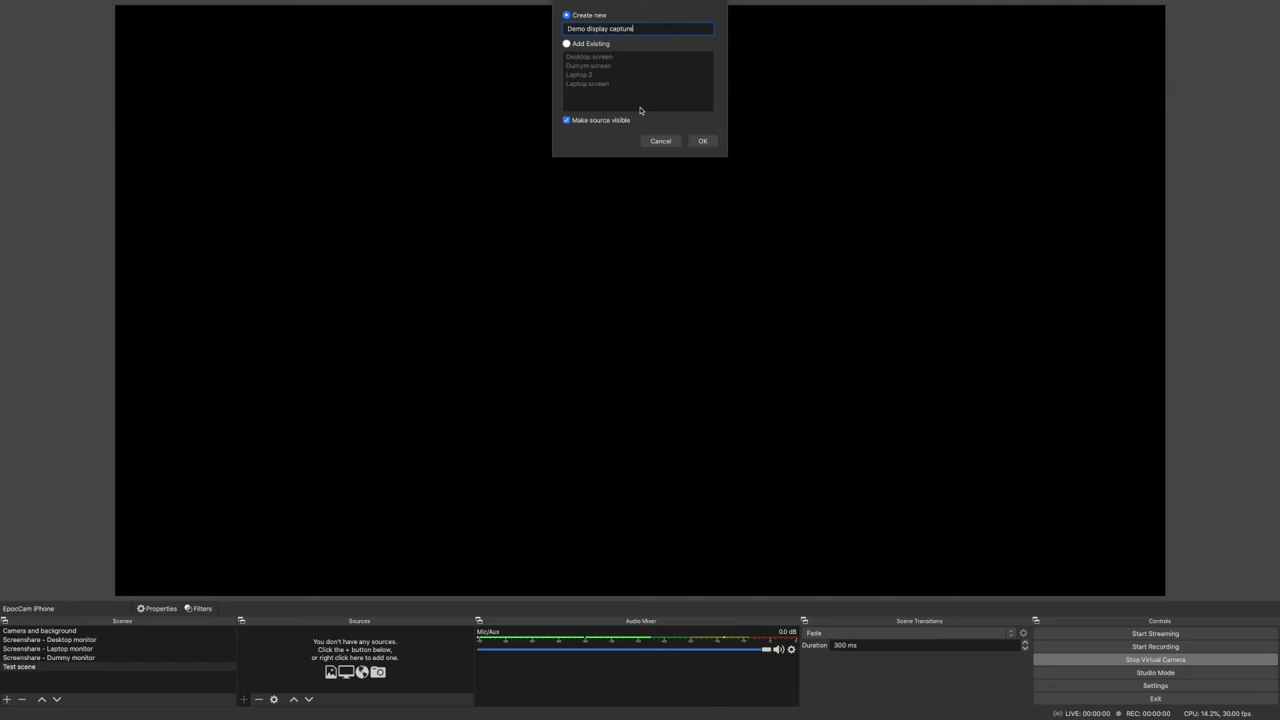 Create new
Demo display capture
Add Existing
Desktop screen
Dumym screen
Laptop 2
Laptop screen
Make source visible
Cancel OK
EpocCam iPhone Properties Filters
Scenes Sources Audio Mixer Scene Transitions Controls
Camera and background
Screenshare - Desktop monitor
Screenshare - Laptop monitor
Screenshare - Dummy monitor
Test scene
You don't have any sources.
Click the + button below,
or right click here to add one.
Mic/Aux 0.0 dB
Fade
Duration 300 ms
Start Streaming
Start Recording
Stop Virtual Camera
Studio Mode
Settings
Exit
LIVE: 00:00:00 REC: 00:00:00 CPU: 14.2%, 30.00 fps